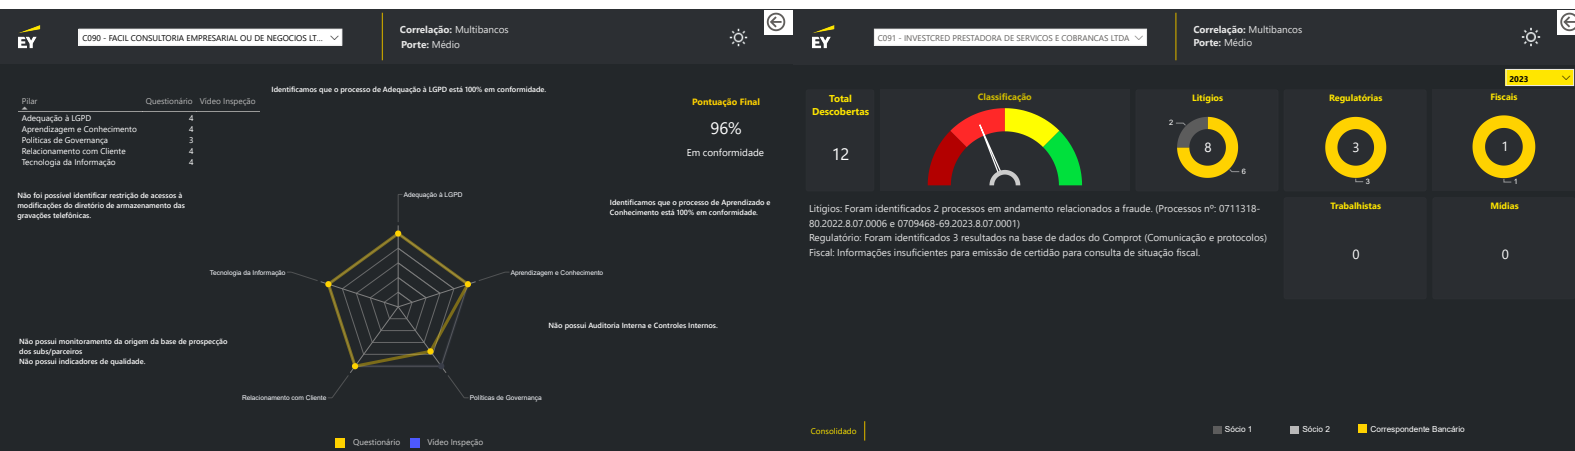 EY
C090 - FACIL CONSULTORIA EMPRESARIAL OU DE NEGOCIOS LT...
Correlação: Multibancos
Porte: Médio
Identificamos que o processo de Adequação à LGPD está 100% em conformidade.
Pilar Questionário Vídeo Inspeção
Adequação à LGPD 4
Aprendizagem e Conhecimento 4
Políticas de Governança 3
Relacionamento com Cliente 4
Tecnologia da Informação 4
Pontuação Final
96%
Em conformidade
Não foi possível identificar restrição de acessos à
modificações do diretório de armazenamento das
gravações telefônicas.
Adequação à LGPD
Identificamos que o processo de Aprendizado e
Conhecimento está 100% em conformidade.
Tecnologia da Informação
Aprendizagem e Conhecimento
Não possui Auditoria Interna e Controles Internos.
Não possui monitoramento da origem da base de prospecção
dos subs/parceiros
Não possui indicadores de qualidade.
Relacionamento com Cliente
Políticas de Governança
Questionário Vídeo Inspeção
EY
C091 - INVESTCRED PRESTADORA DE SERVICOS E COBRANCAS LTDA
Correlação: Multibancos
Porte: Médio
2023
Total
Descobertas
12
Classificação
Litígios
2
8
6
Regulatórias
3
3
Fiscais
1
1
Litígios: Foram identificados 2 processos em andamento relacionados a fraude. (Processos nº: 0711318-
80.2022.8.07.0006 e 0709468-69.2023.8.07.0001)
Regulatório: Foram identificados 3 resultados na base de dados do Comprot (Comunicação e protocolos)
Fiscal: Informações insuficientes para emissão de certidão para consulta de situação fiscal.
Trabalhistas
0
Mídias
0
Consolidado
Sócio 1 Sócio 2 Correspondente Bancário